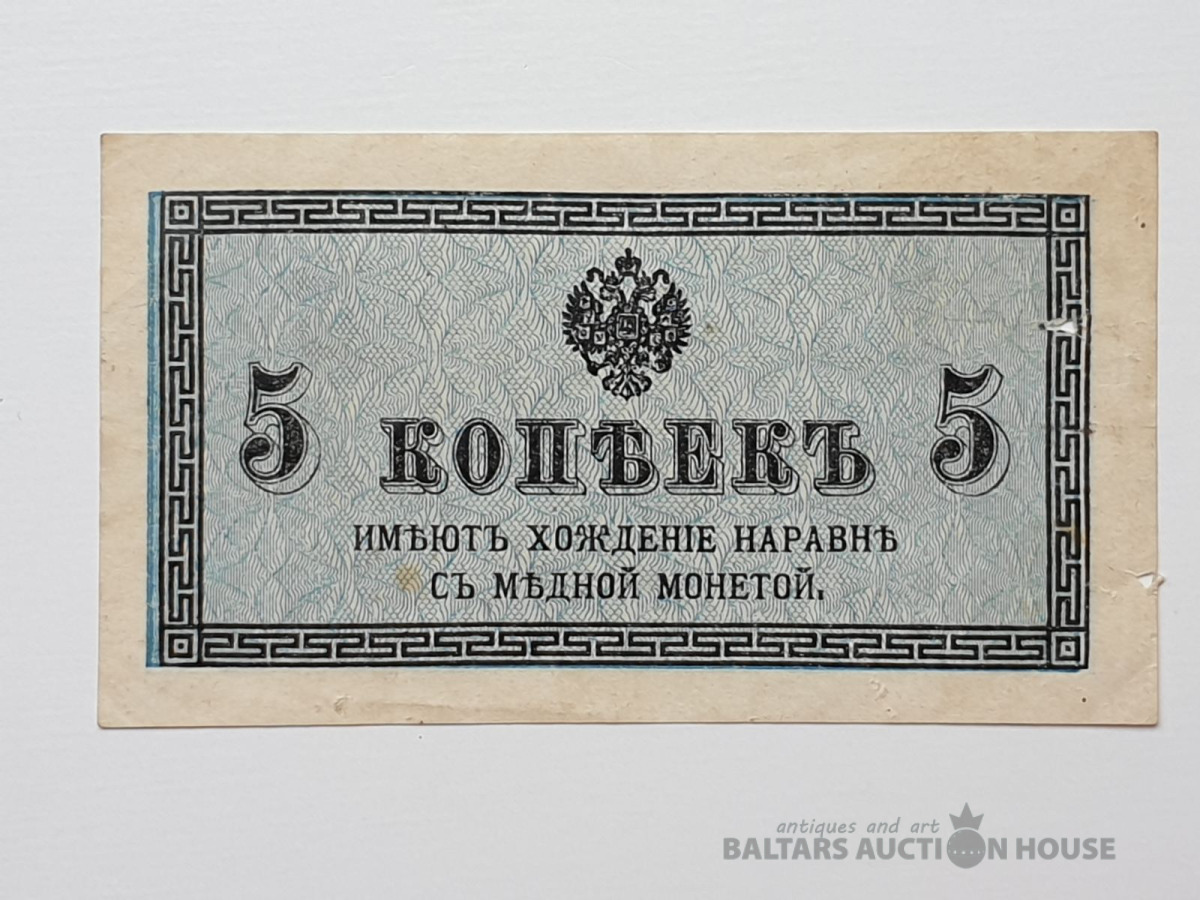 5 КОПѢЕКЪ 5
ИМѢЮТЪ ХОЖДЕНІЕ НАРАВНѢ
СЪ МѢДНОЙ МОНЕТОЙ.
antiques and art
BALTARS AUCTION HOUSE